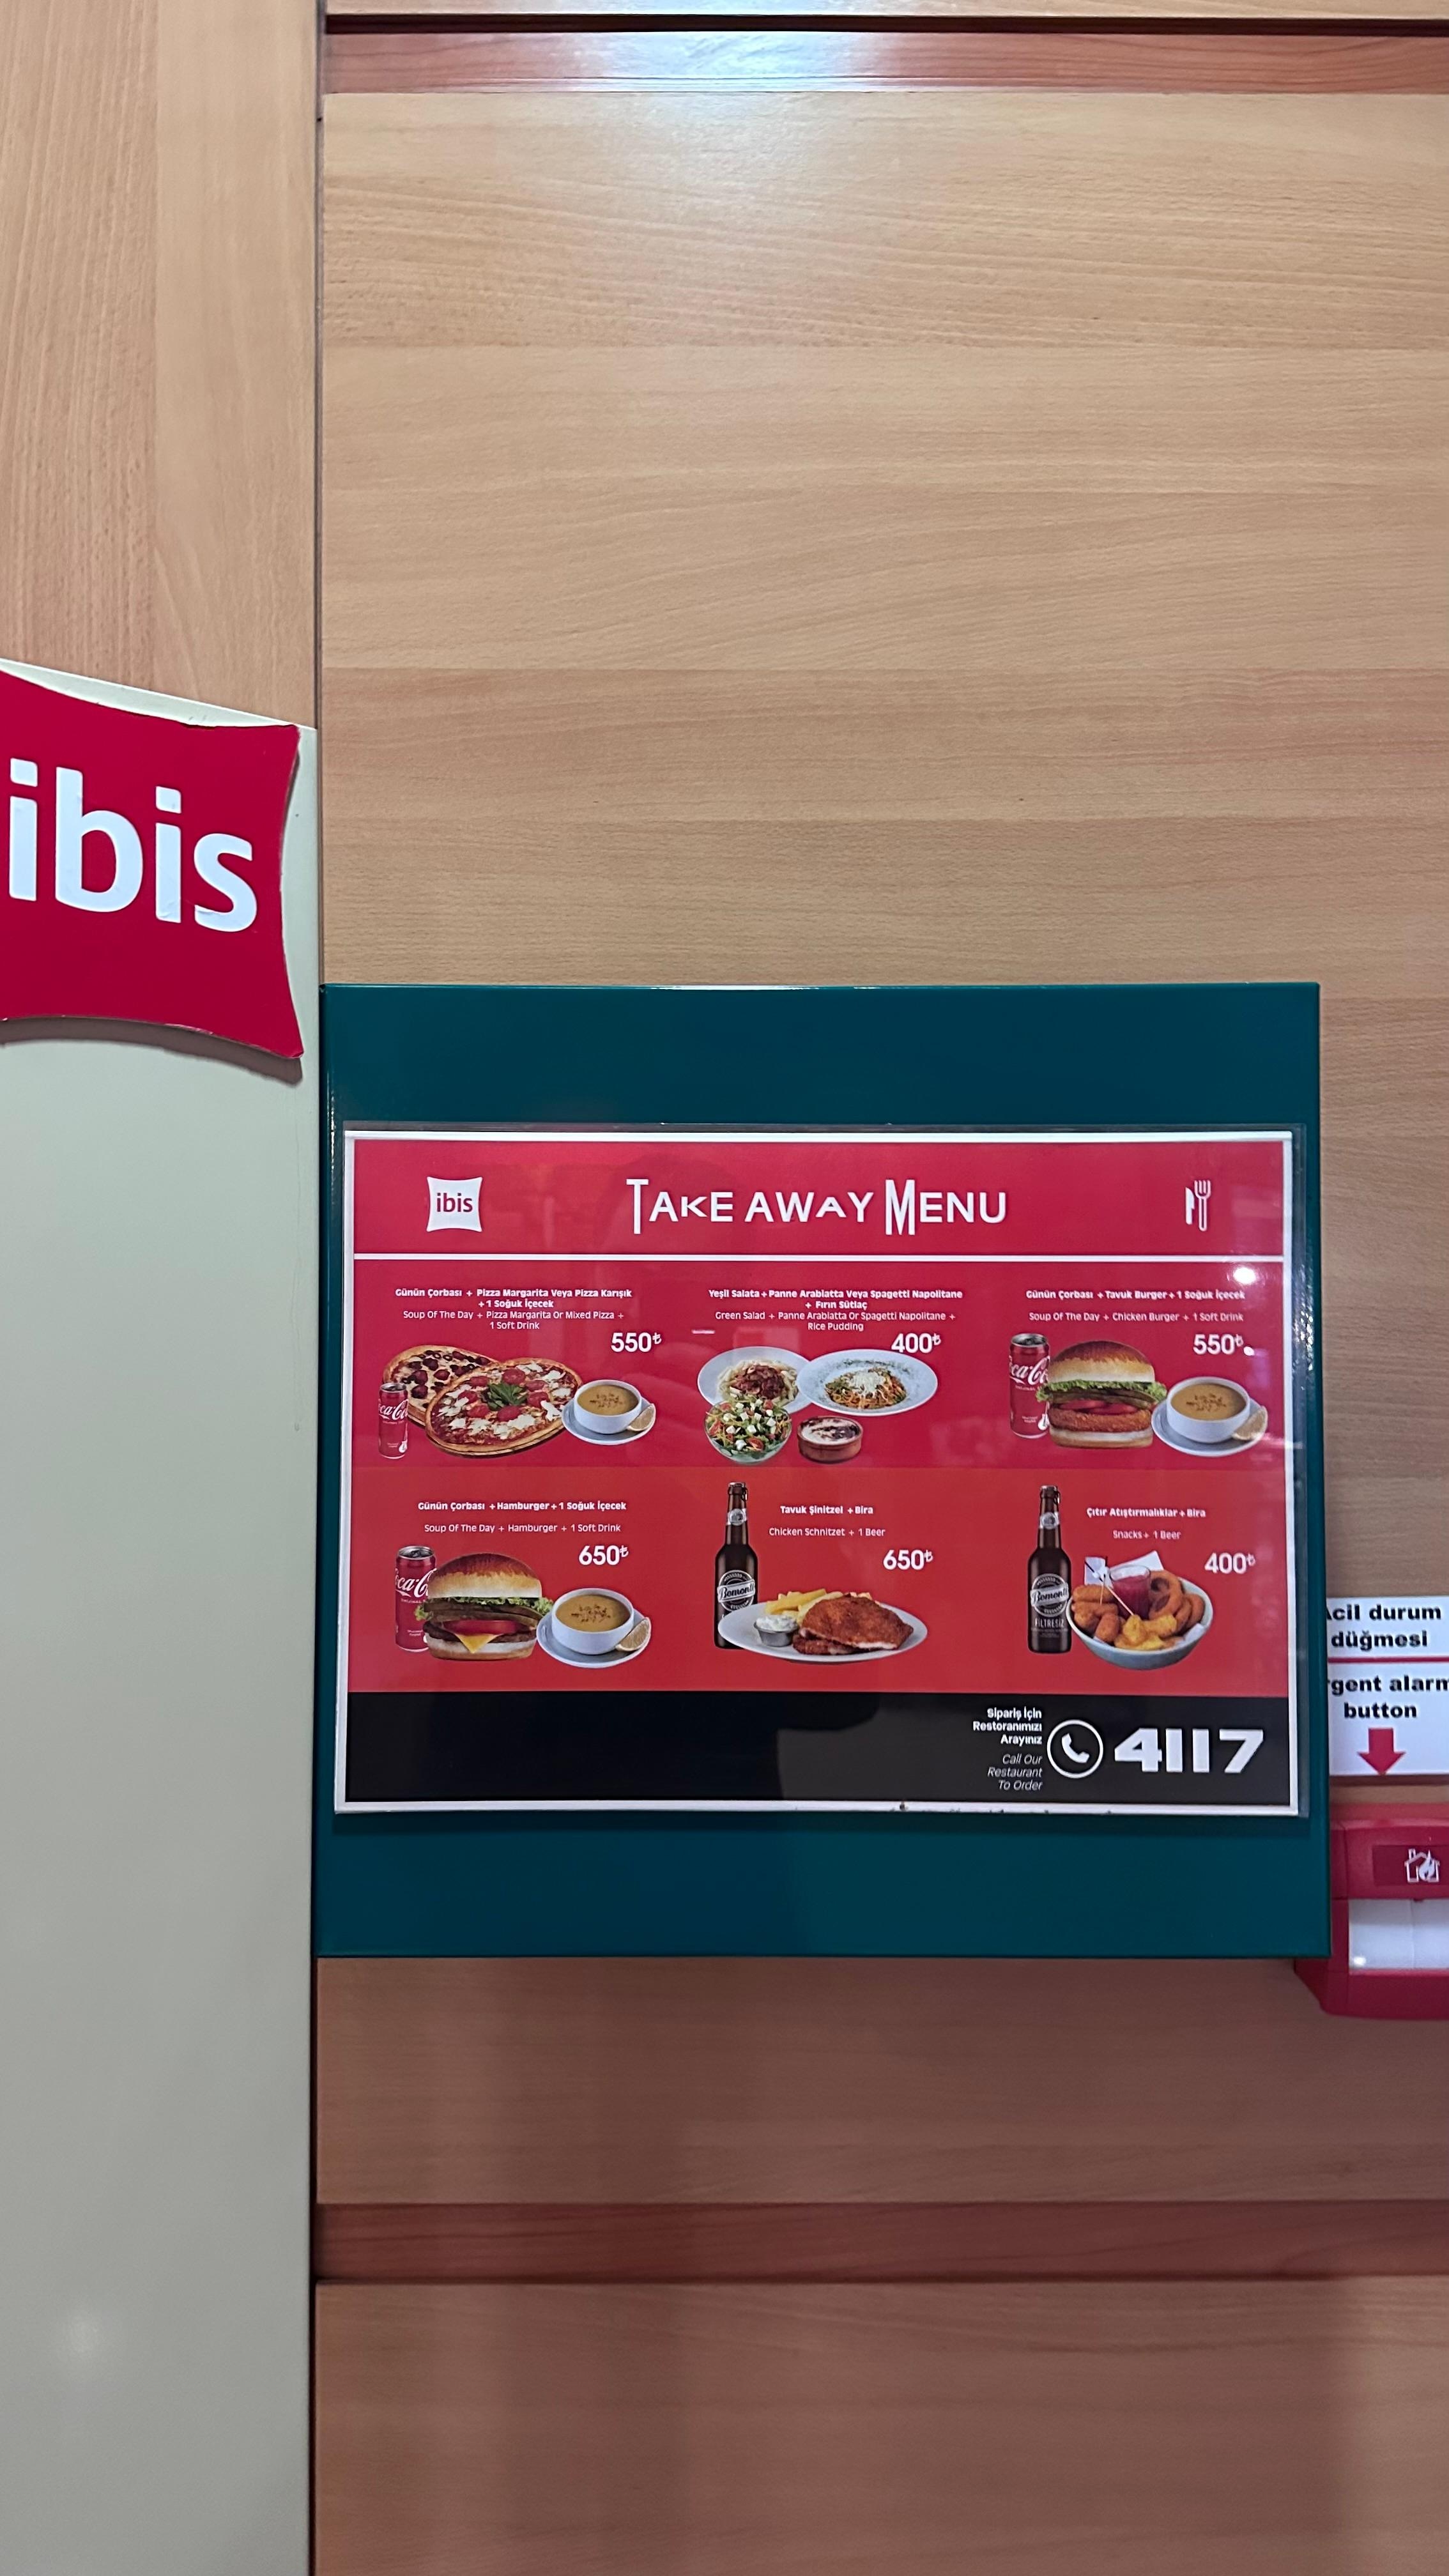 ibis
ibis
TAKE AWAY MENU
Günün Çorbası + Pizza Margarita Veya Pizza Karışık
+ 1 Soğuk İçecek
Soup Of The Day + Pizza Margarita Or Mixed Pizza +
1 Soft Drink
550₺
Yeşil Salata + Panne Arabiatta Veya Spagetti Napolitane
+ Fırın Sütlaç
Green Salad + Panne Arabiatta Or Spagetti Napolitane +
Rice Pudding
400₺
Günün Çorbası + Tavuk Burger + 1 Soğuk İçecek
Soup Of The Day + Chicken Burger + 1 Soft Drink
550₺
Günün Çorbası + Hamburger + 1 Soğuk İçecek
Soup Of The Day + Hamburger + 1 Soft Drink
650₺
Tavuk Şinitzel + Bira
Chicken Schnitzet + 1 Beer
650₺
Çıtır Atıştırmalıklar + Bira
Snacks + 1 Beer
400₺
FİLTRESİZ
Sipariş İçin
Restoranımızı
Arayınız
Call Our
Restaurant
To Order
4117
cil durum
düğmesi
gent alarm
button